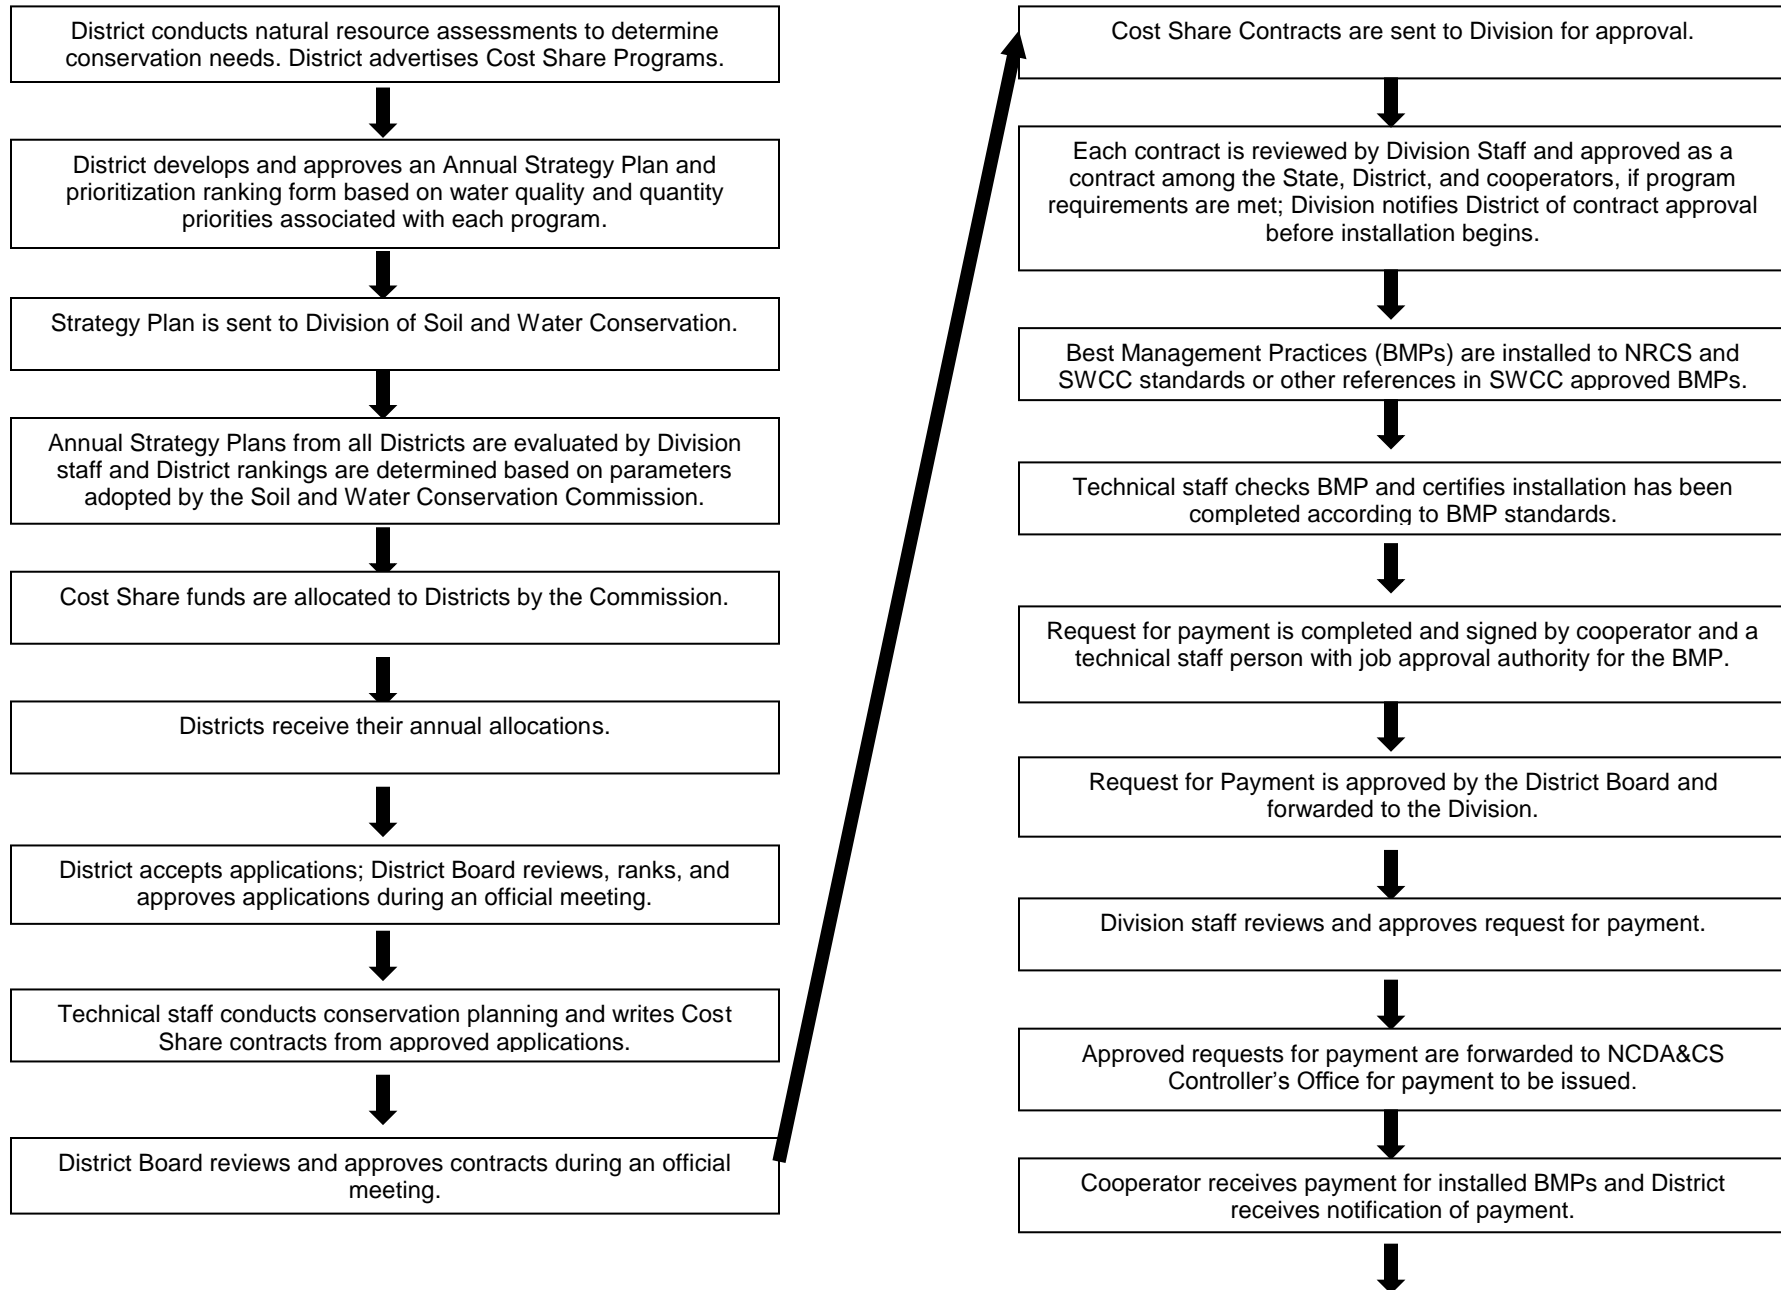 District conducts natural resource assessments to determine
conservation needs. District advertises Cost Share Programs.
District develops and approves an Annual Strategy Plan and
prioritization ranking form based on water quality and quantity
priorities associated with each program.
Strategy Plan is sent to Division of Soil and Water Conservation.
Annual Strategy Plans from all Districts are evaluated by Division
staff and District rankings are determined based on parameters
adopted by the Soil and Water Conservation Commission.
Cost Share funds are allocated to Districts by the Commission.
Districts receive their annual allocations.
District accepts applications; District Board reviews, ranks, and
approves applications during an official meeting.
Technical staff conducts conservation planning and writes Cost
Share contracts from approved applications.
District Board reviews and approves contracts during an official
meeting.
Cost Share Contracts are sent to Division for approval.
Each contract is reviewed by Division Staff and approved as a
contract among the State, District, and cooperators, if program
requirements are met; Division notifies District of contract approval
before installation begins.
Best Management Practices (BMPs) are installed to NRCS and
SWCC standards or other references in SWCC approved BMPs.
Technical staff checks BMP and certifies installation has been
completed according to BMP standards.
Request for payment is completed and signed by cooperator and a
technical staff person with job approval authority for the BMP.
Request for Payment is approved by the District Board and
forwarded to the Division.
Division staff reviews and approves request for payment.
Approved requests for payment are forwarded to NCDA&CS
Controller’s Office for payment to be issued.
Cooperator receives payment for installed BMPs and District
receives notification of payment.